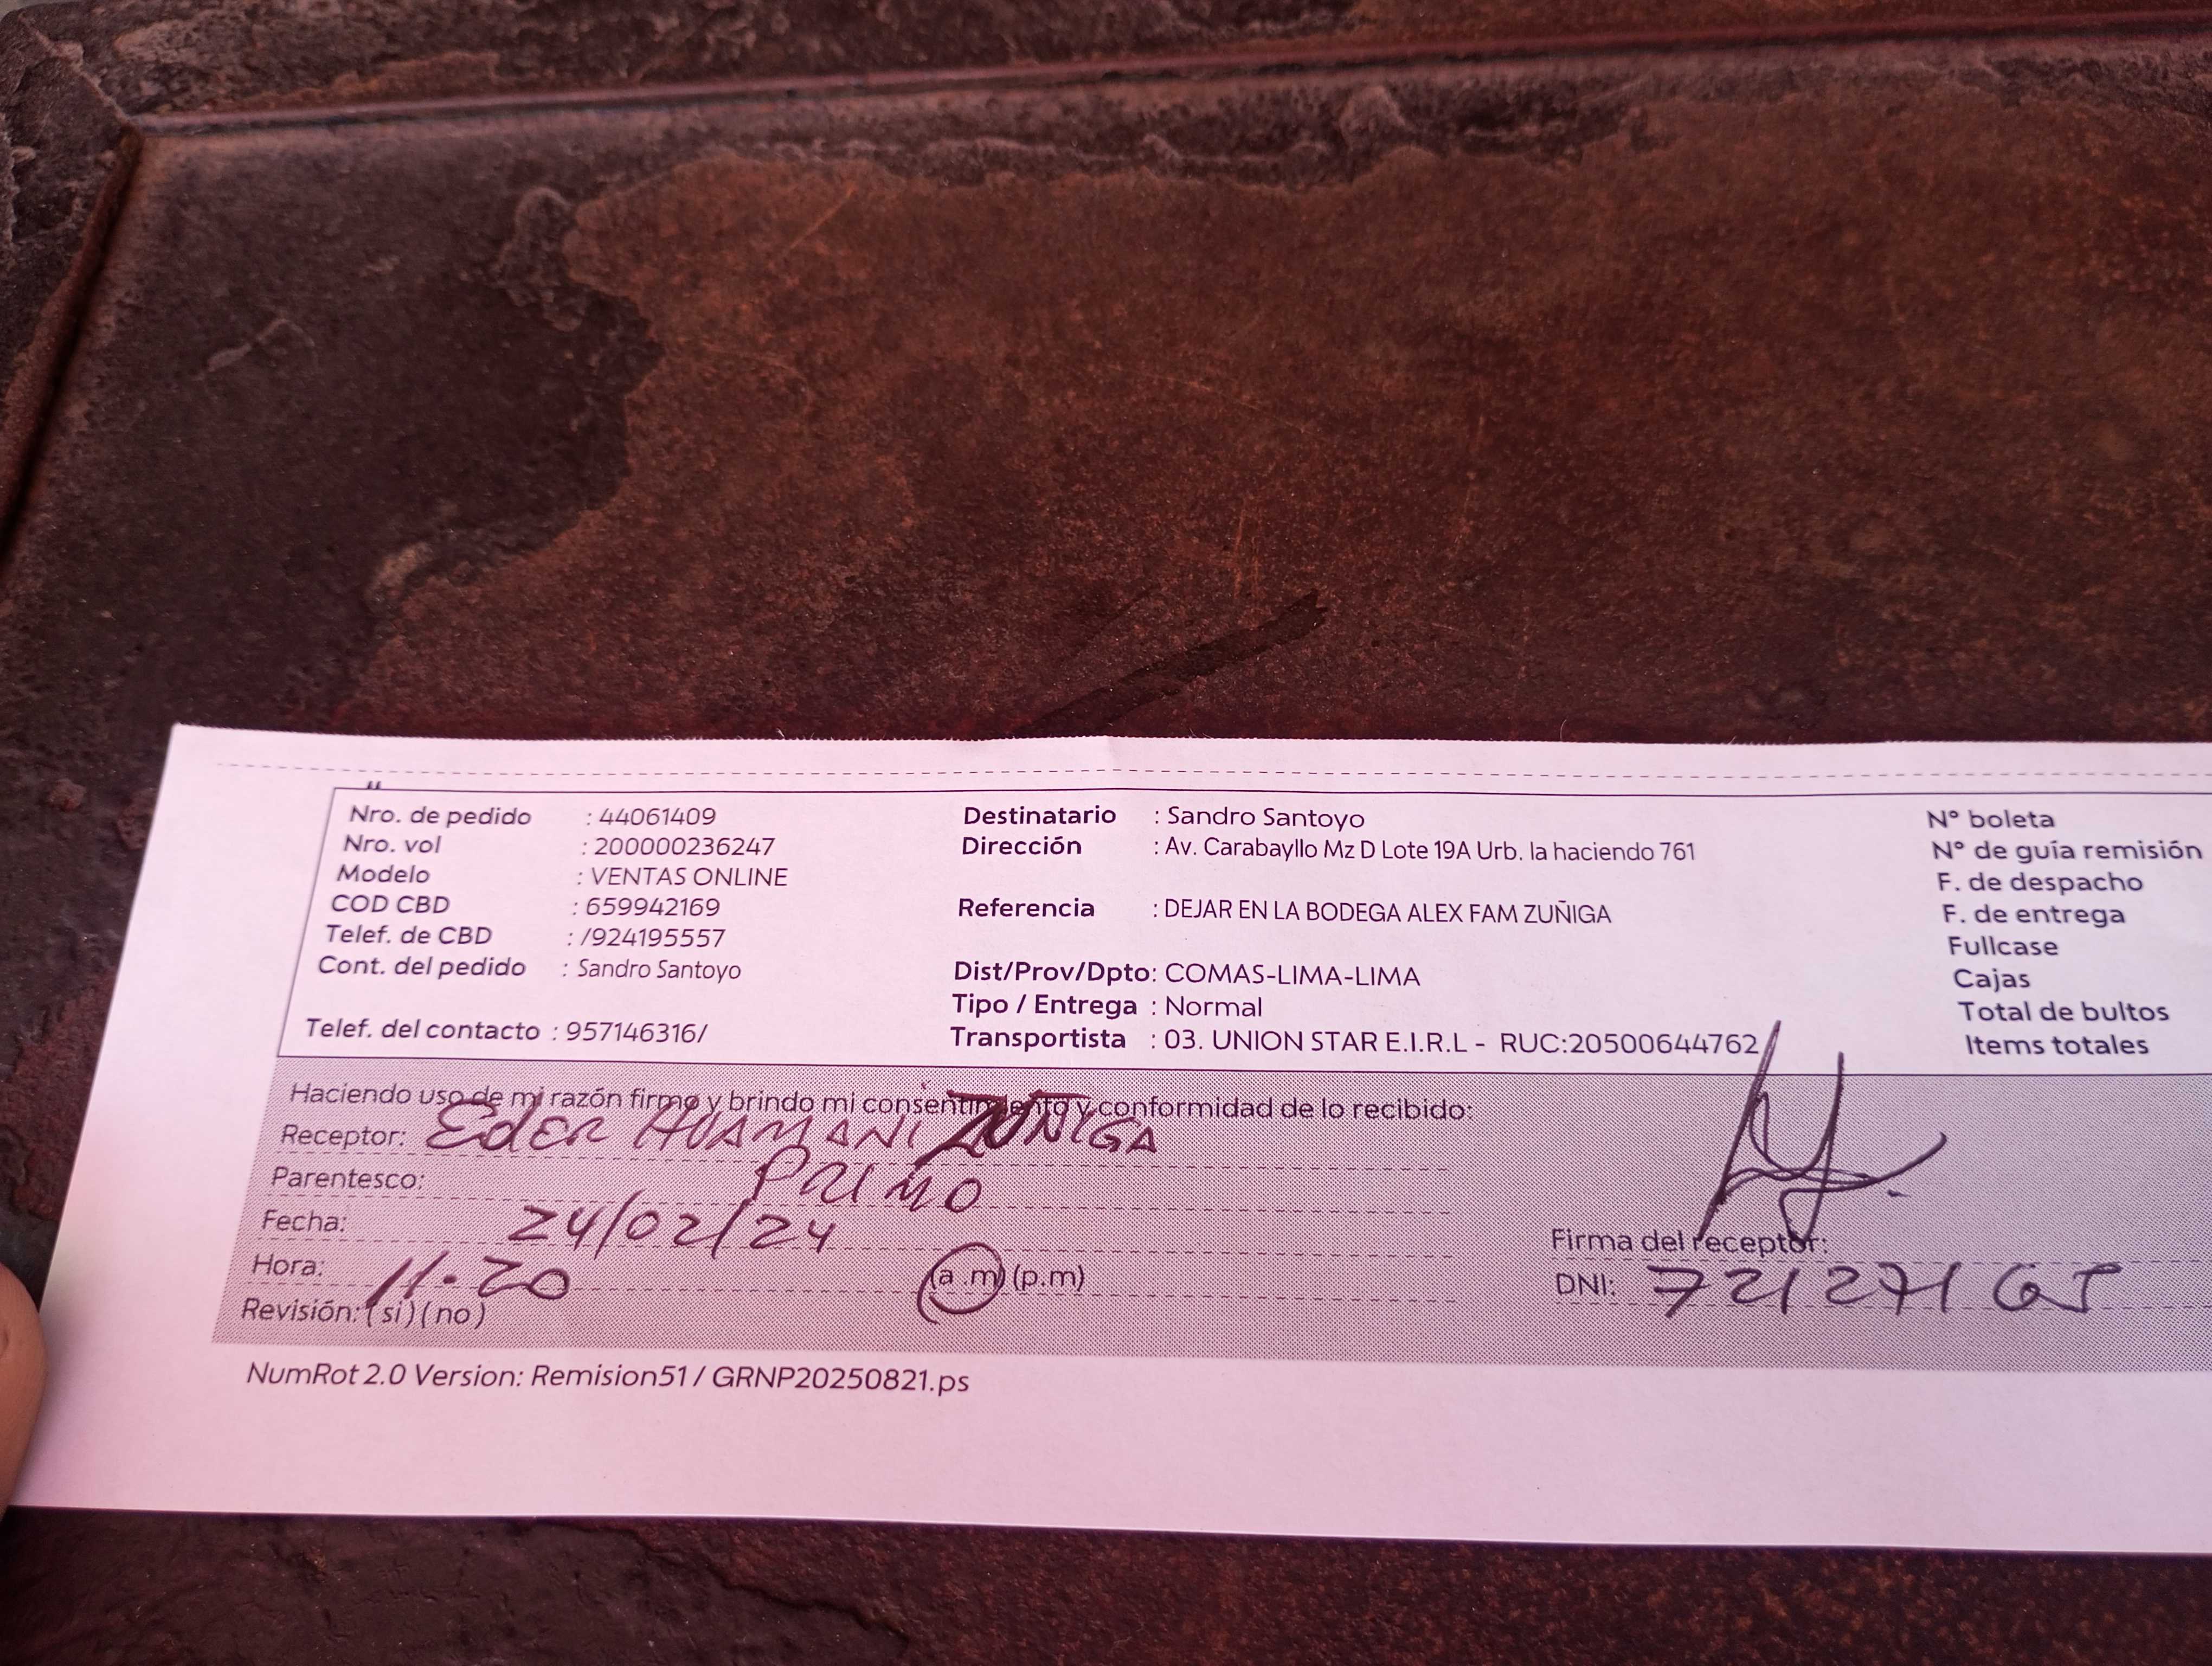 Nro. de pedido : 44061409
Nro. vol : 200000236247
Modelo : VENTAS ONLINE
COD CBD : 659942169
Telef. de CBD : /924195557
Cont. del pedido : Sandro Santoyo
Telef. del contacto : 957146316/
Destinatario : Sandro Santoyo
Dirección : Av. Carabayllo Mz D Lote 19A Urb. la haciendo 761
Referencia : DEJAR EN LA BODEGA ALEX FAM ZUÑIGA
Dist/Prov/Dpto: COMAS-LIMA-LIMA
Tipo / Entrega : Normal
Transportista : 03. UNION STAR E.I.R.L - RUC:20500644762
N° boleta
N° de guía remisión
F. de despacho
F. de entrega
Fullcase
Cajas
Total de bultos
Items totales
Haciendo uso de mi razón firmo y brindo mi consentimiento y conformidad de lo recibido:
Receptor: Eder HUAMANI ZUÑIGA
Parentesco: PRIMO
Fecha: 24/02/24
Hora: 11.20 (a .m) (p.m)
Revisión: (si) (no)
Firma del receptor:
DNI: 72127165
NumRot 2.0 Version: Remision51 / GRNP20250821.ps